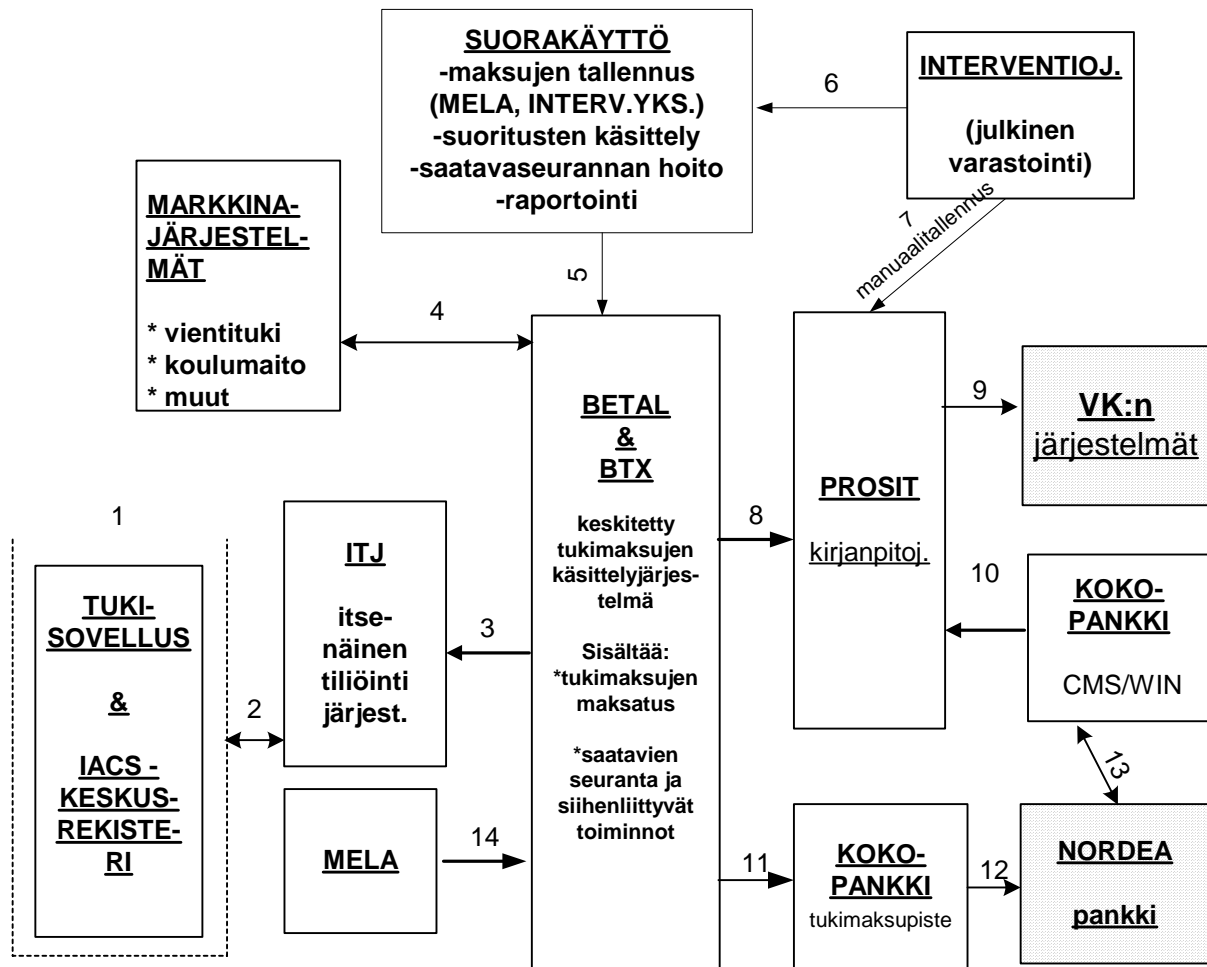 SUORAKÄYTTÖ
-maksujen tallennus
(MELA, INTERV.YKS.)
-suoritusten käsittely
-saatavaseurannan hoito
-raportointi
6
INTERVENTIOJ.
(julkinen
varastointi)
7
manuaalitallennus
MARKKINA-
JÄRJESTEL-
MÄT
* vientituki
* koulumaito
* muut
4
5
BETAL
&
BTX
keskitetty
tukimaksujen
käsittelyjärjes-
telmä
Sisältää:
*tukimaksujen
maksatus
*saatavien
seuranta ja
siihenliittyvät
toiminnot
8
PROSIT
kirjanpitoj.
9
VK:n
järjestelmät
10
KOKO-
PANKKI
CMS/WIN
13
1
TUKI-
SOVELLUS
&
IACS -
KESKUS-
REKISTE-
RI
2
ITJ
itse-
näinen
tiliöinti
järjest.
3
MELA
14
11
KOKO-
PANKKI
tukimaksupiste
12
NORDEA
pankki